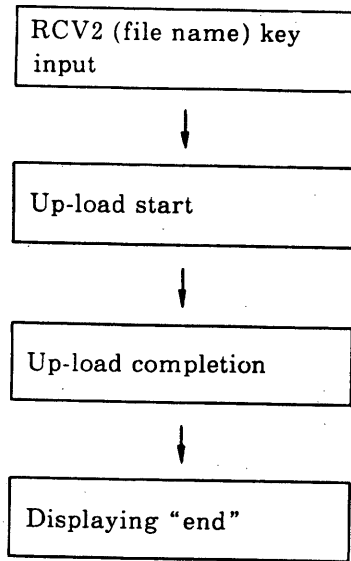 RCV2 (file name) key
input
Up-load start
Up-load completion
Displaying “end”